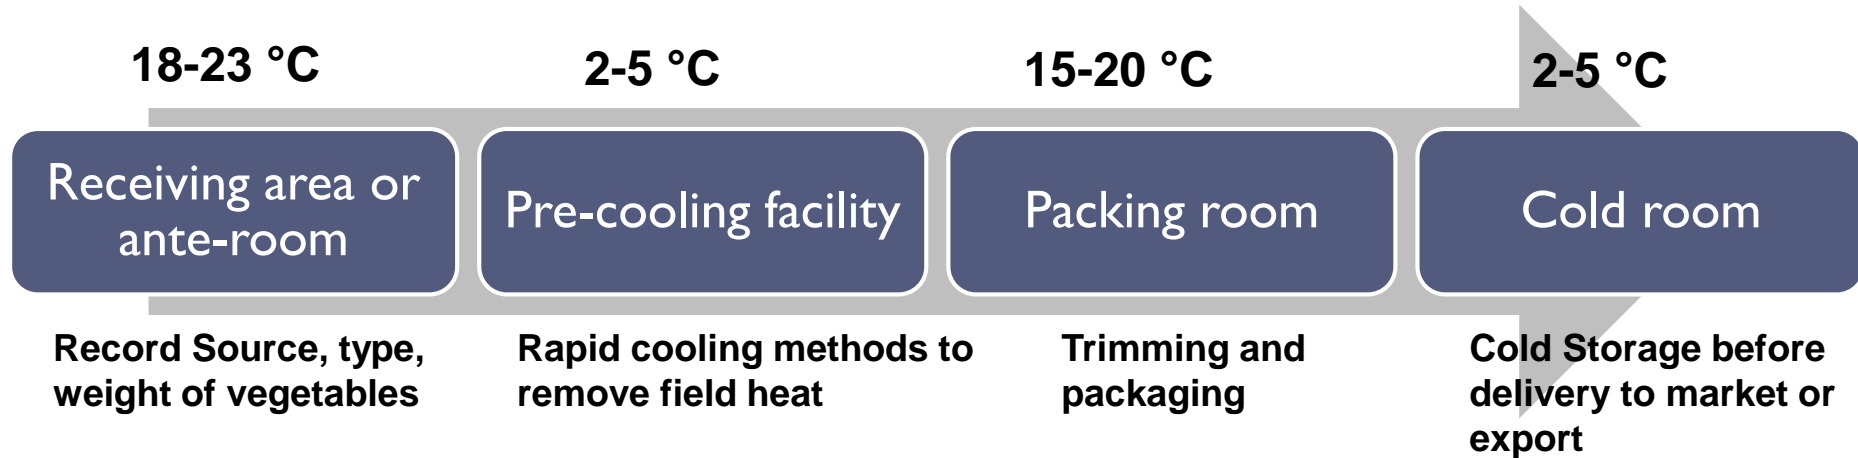 18-23 °C
2-5 °C
15-20 °C
2-5 °C
Receiving area or
ante-room
Pre-cooling facility
Packing room
Cold room
Record Source, type,
weight of vegetables
Rapid cooling methods to
remove field heat
Trimming and
packaging
Cold Storage before
delivery to market or
export